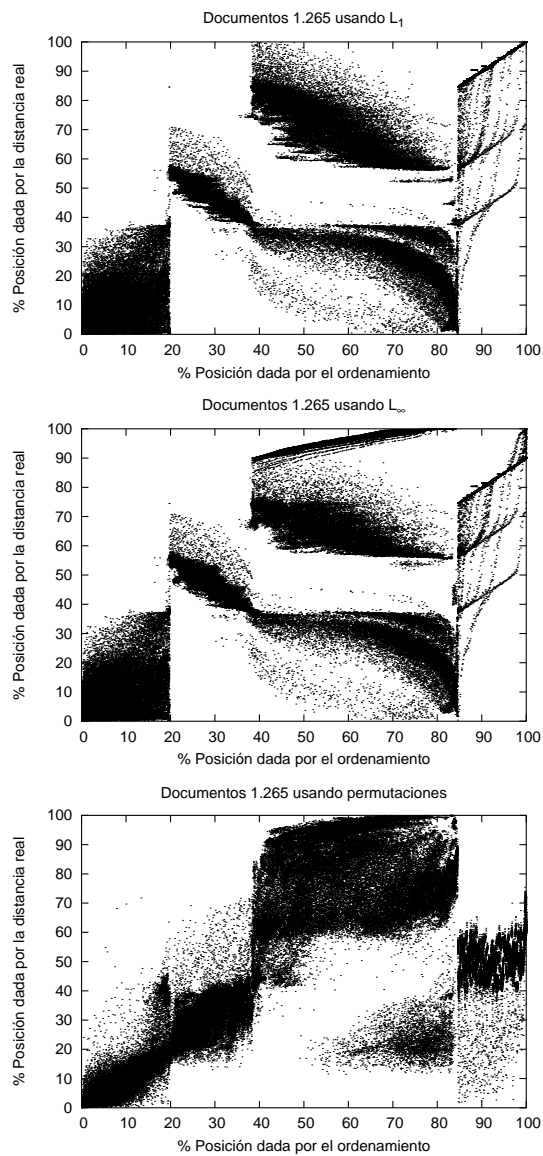 Documentos 1.265 usando L₁
% Posición dada por la distancia real
100
90
80
70
60
50
40
30
20
10
0
0 10 20 30 40 50 60 70 80 90 100
% Posición dada por el ordenamiento
Documentos 1.265 usando L∞
% Posición dada por la distancia real
100
90
80
70
60
50
40
30
20
10
0
0 10 20 30 40 50 60 70 80 90 100
% Posición dada por el ordenamiento
Documentos 1.265 usando permutaciones
% Posición dada por la distancia real
100
90
80
70
60
50
40
30
20
10
0
0 10 20 30 40 50 60 70 80 90 100
% Posición dada por el ordenamiento